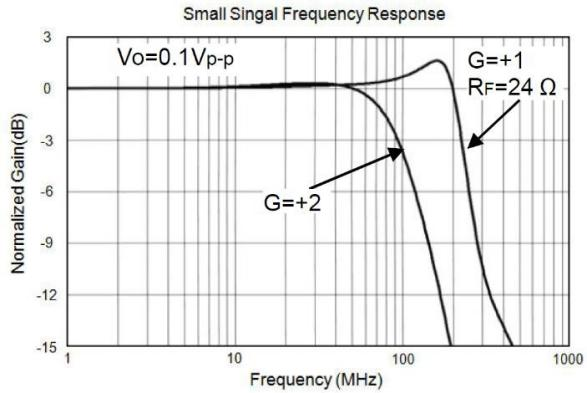 Small Singal Frequency Response
Vo=0.1Vp-p
G=+1
RF=24 Ω
G=+2
Normalized Gain(dB)
3
0
-3
-6
-9
-12
-15
1
10
100
1000
Frequency (MHz)